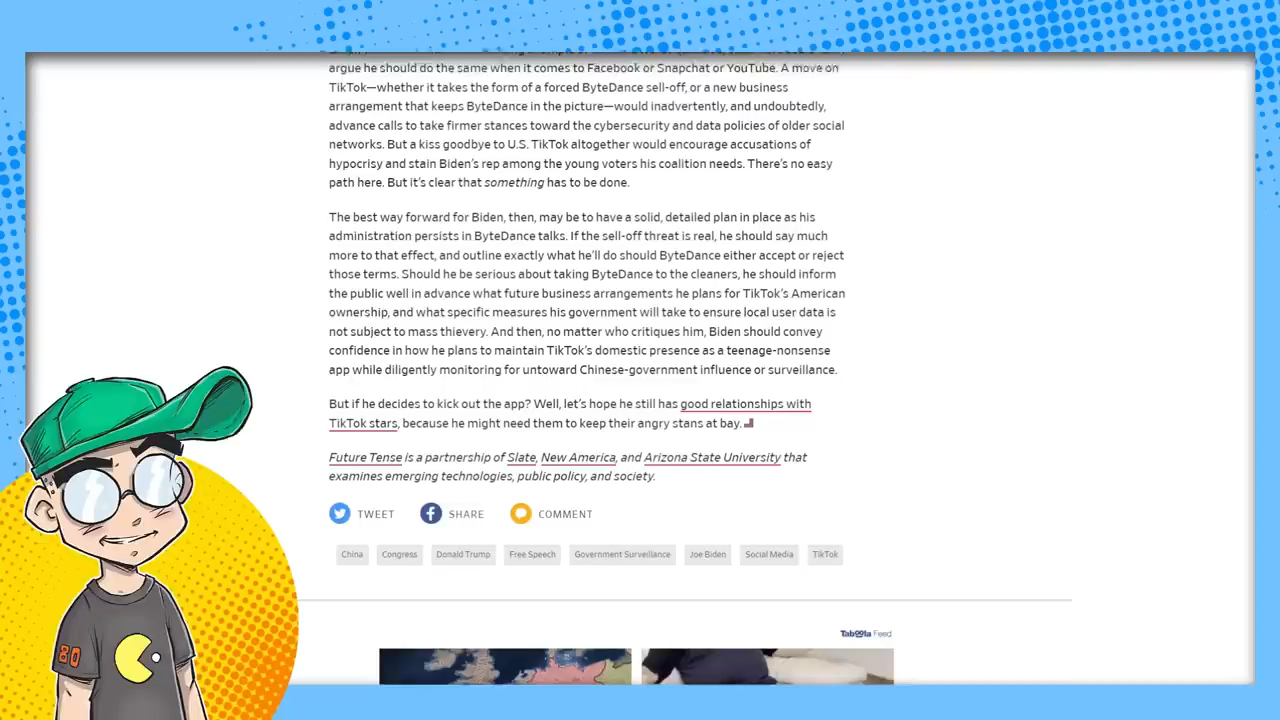 argue he should do the same when it comes to Facebook or Snapchat or YouTube. A move on
TikTok—whether it takes the form of a forced ByteDance sell-off, or a new business
arrangement that keeps ByteDance in the picture—would inadvertently, and undoubtedly,
advance calls to take firmer stances toward the cybersecurity and data policies of older social
networks. But a kiss goodbye to U.S. TikTok altogether would encourage accusations of
hypocrisy and stain Biden's rep among the young voters his coalition needs. There's no easy
path here. But it's clear that something has to be done.
The best way forward for Biden, then, may be to have a solid, detailed plan in place as his
administration persists in ByteDance talks. If the sell-off threat is real, he should say much
more to that effect, and outline exactly what he'll do should ByteDance either accept or reject
those terms. Should he be serious about taking ByteDance to the cleaners, he should inform
the public well in advance what future business arrangements he plans for TikTok's American
ownership, and what specific measures his government will take to ensure local user data is
not subject to mass thievery. And then, no matter who critiques him, Biden should convey
confidence in how he plans to maintain TikTok's domestic presence as a teenage-nonsense
app while diligently monitoring for untoward Chinese-government influence or surveillance.
But if he decides to kick out the app? Well, let's hope he still has good relationships with
TikTok stars, because he might need them to keep their angry stans at bay.
Future Tense is a partnership of Slate, New America, and Arizona State University that
examines emerging technologies, public policy, and society.
TWEET SHARE COMMENT
China Congress Donald Trump Free Speech Government Surveillance Joe Biden Social Media TikTok
Taboola Feed
80